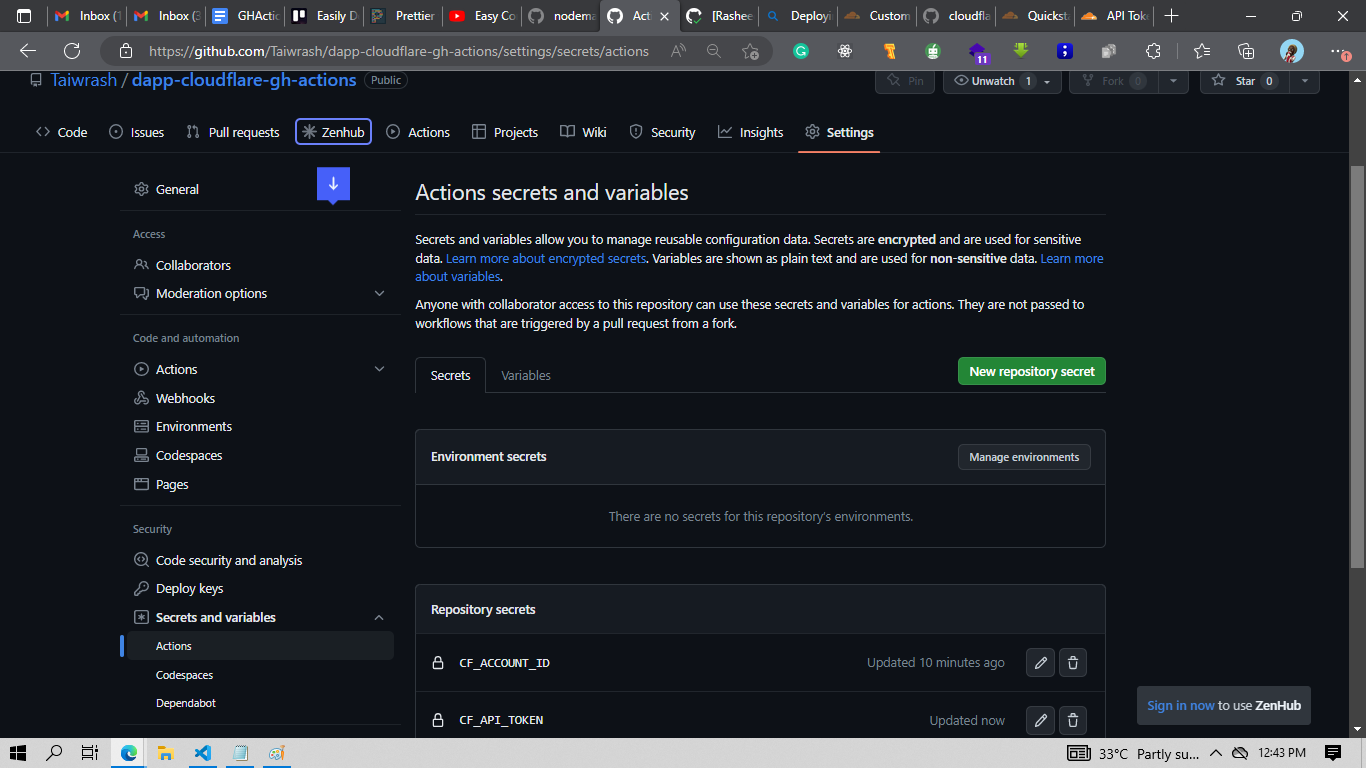 Inbox (1
Inbox (3
GHActio
Easily D
Prettier
Easy Co
nodema
Act
[Rashee
Deployi
Custom
cloudfla
Quicksta
API Tok
https://github.com/Taiwrash/dapp-cloudflare-gh-actions/settings/secrets/actions
11
1
Taiwrash / dapp-cloudflare-gh-actions Public
Pin
Unwatch 1
Fork 0
Star 0
Code
Issues
Pull requests
Zenhub
Actions
Projects
Wiki
Security
Insights
Settings
General
Access
Collaborators
Moderation options
Code and automation
Actions
Webhooks
Environments
Codespaces
Pages
Security
Code security and analysis
Deploy keys
Secrets and variables
Actions
Codespaces
Dependabot
Actions secrets and variables
Secrets and variables allow you to manage reusable configuration data. Secrets are encrypted and are used for sensitive
data. Learn more about encrypted secrets. Variables are shown as plain text and are used for non-sensitive data. Learn more
about variables.
Anyone with collaborator access to this repository can use these secrets and variables for actions. They are not passed to
workflows that are triggered by a pull request from a fork.
Secrets
Variables
New repository secret
Environment secrets
Manage environments
There are no secrets for this repository's environments.
Repository secrets
CF_ACCOUNT_ID
Updated 10 minutes ago
CF_API_TOKEN
Updated now
Sign in now to use ZenHub
33°C Partly su...
12:43 PM